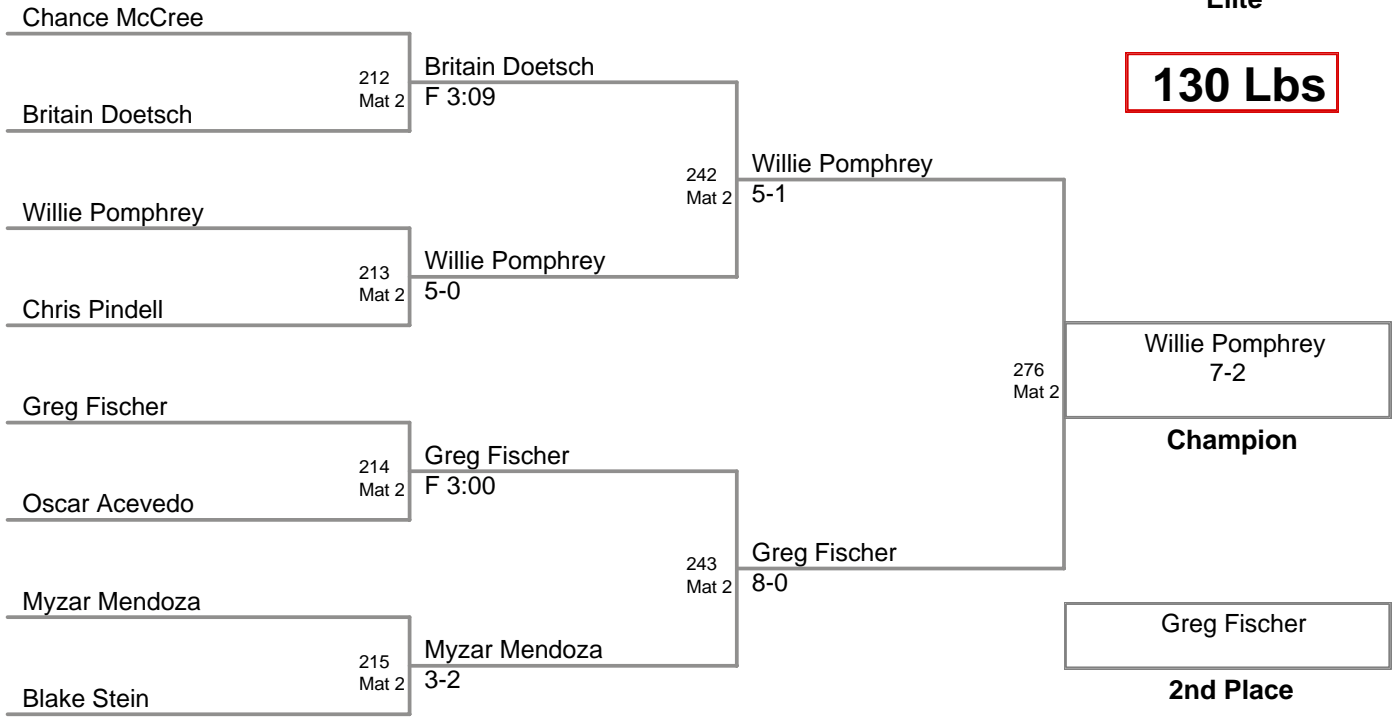 Elite
130 Lbs
Chance McCree
212
Mat 2
Britain Doetsch
F 3:09
Britain Doetsch
242
Mat 2
Willie Pomphrey
5-1
Willie Pomphrey
213
Mat 2
Willie Pomphrey
5-0
Chris Pindell
276
Mat 2
Willie Pomphrey
7-2
Champion
Greg Fischer
214
Mat 2
Greg Fischer
F 3:00
Oscar Acevedo
243
Mat 2
Greg Fischer
8-0
Myzar Mendoza
215
Mat 2
Myzar Mendoza
3-2
Blake Stein
Greg Fischer
2nd Place